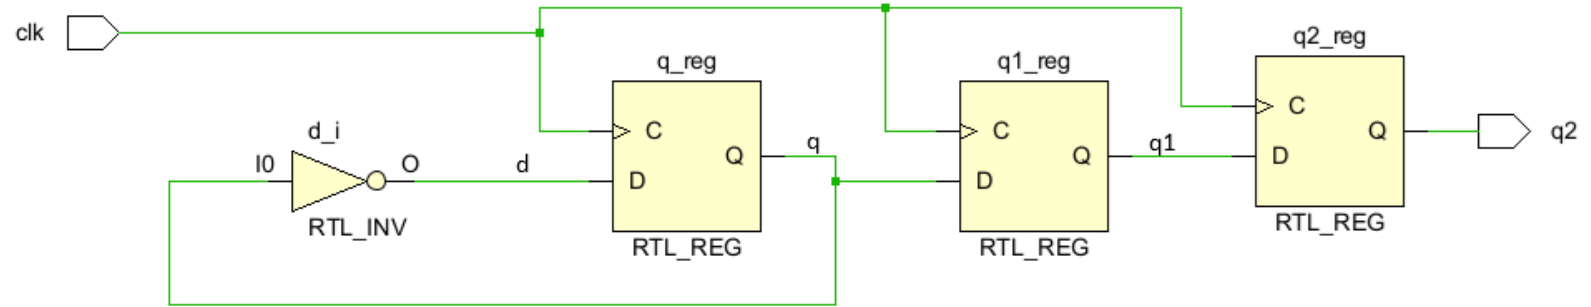 clk
q_reg
C
D
Q
RTL_REG
q
d_i
I0
O
RTL_INV
d
q1_reg
C
D
Q
RTL_REG
q1
q2_reg
C
D
Q
RTL_REG
q2